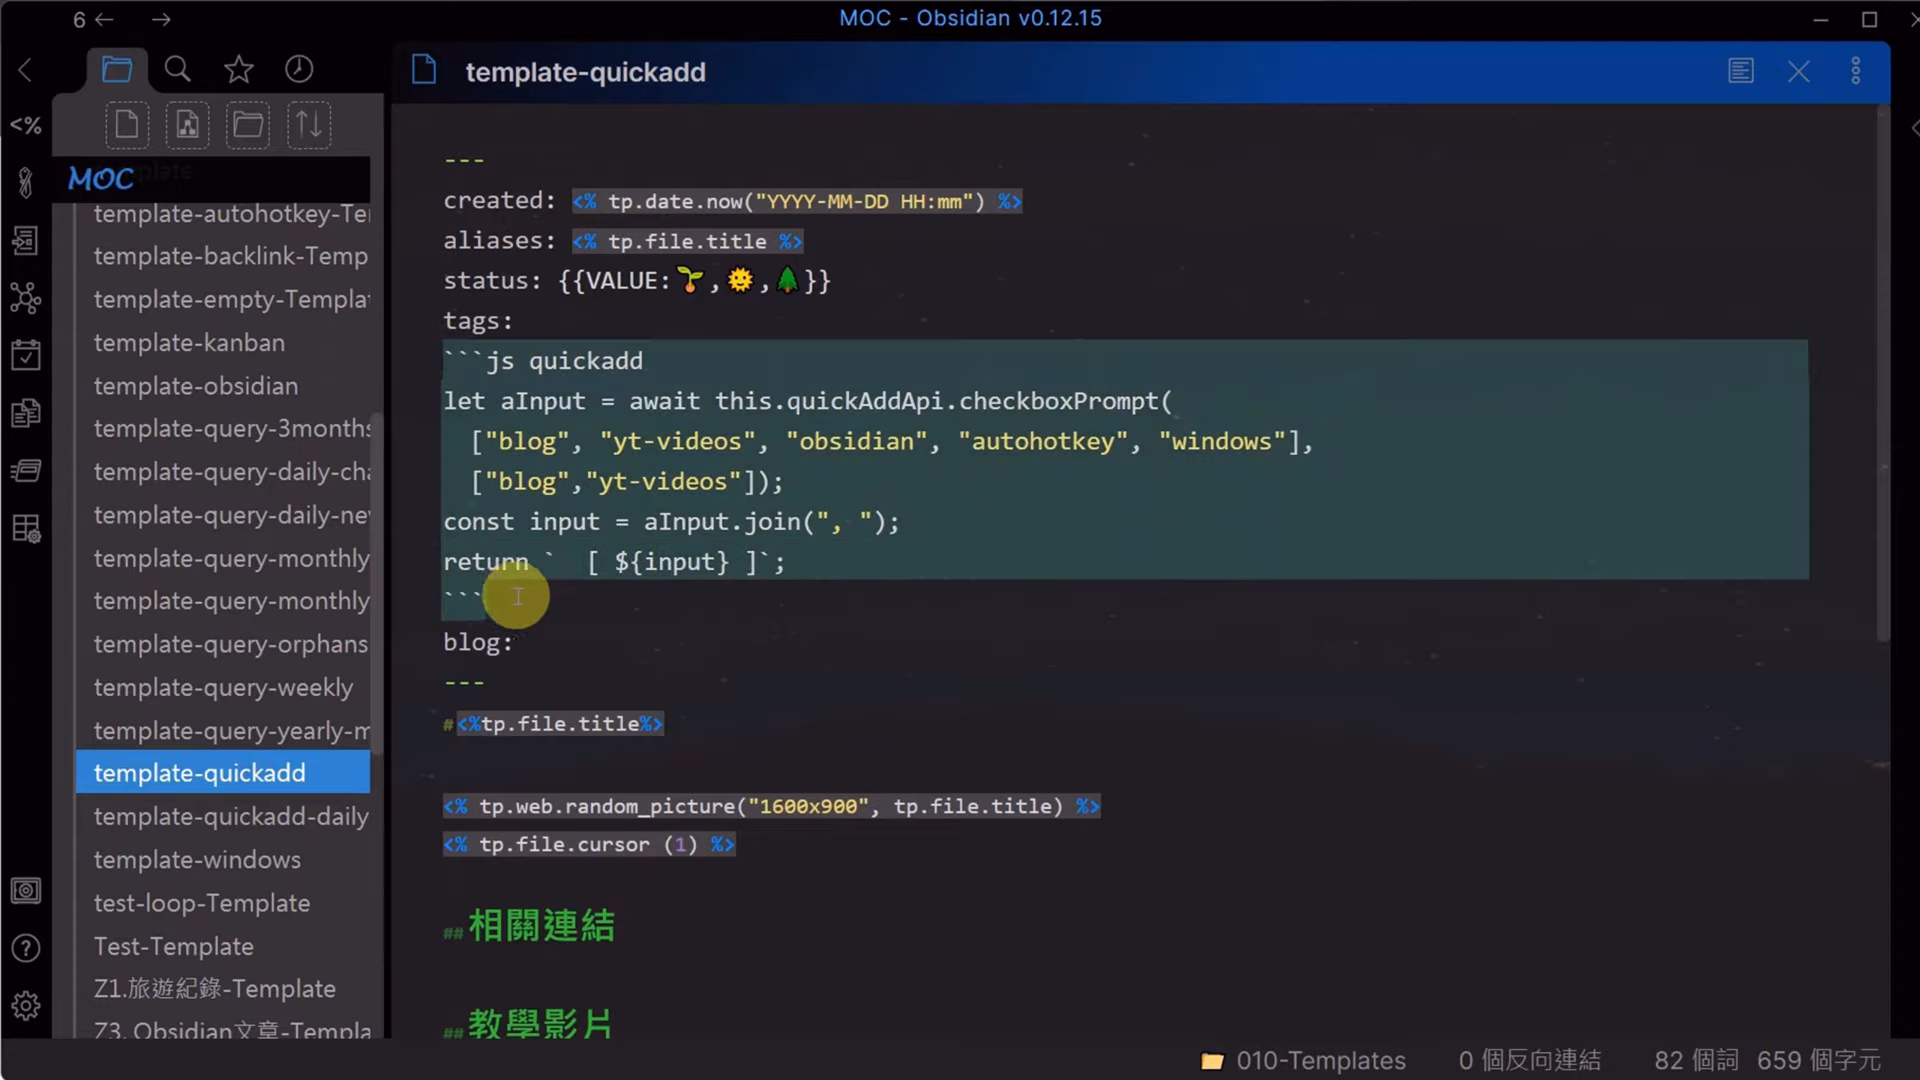 6
MOC - Obsidian v0.12.15
template-quickadd
<%
MOC
template-autohotkey-Te
template-backlink-Temp
template-empty-Templa
template-kanban
template-obsidian
template-query-3months
template-query-daily-cha
template-query-daily-ne
template-query-monthly
template-query-monthly
template-query-orphans
template-query-weekly
template-query-yearly-m
template-quickadd
template-quickadd-daily
template-windows
test-loop-Template
Test-Template
Z1.旅遊紀錄-Template
Z3. Obsidian文章-Templa
---
created: <% tp.date.now("YYYY-MM-DD HH:mm") %>
aliases: <% tp.file.title %>
status: {{VALUE:🌱,🌞,🌲}}
tags:
```js quickadd
let aInput = await this.quickAddApi.checkboxPrompt(
  ["blog", "yt-videos", "obsidian", "autohotkey", "windows"],
  ["blog","yt-videos"]);
const input = aInput.join(", ");
return `  [ ${input} ]`;
```
blog:
---
# <%tp.file.title%>
<% tp.web.random_picture("1600x900", tp.file.title) %>
<% tp.file.cursor (1) %>
## 相關連結
## 教學影片
010-Templates
0 個反向連結
82 個詞 659 個字元